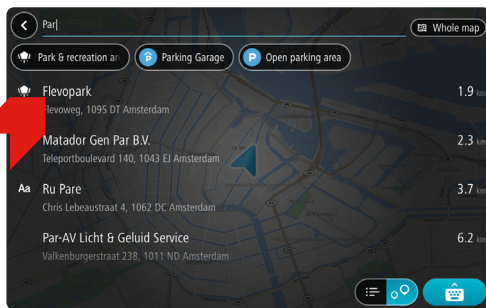 Par
Whole map
Park & recreation ar
Parking Garage
P Open parking area
Flevopark
1.9 km
Flevoweg, 1095 DT Amsterdam
Matador Gen Par B.V.
2.3 km
Teleportboulevard 140, 1043 EJ Amsterdam
Aa Ru Pare
3.7 km
Chris Lebeaustraat 4, 1062 DC Amsterdam
Par-AV Licht & Geluid Service
6.2 km
Valkenburgerstraat 238, 1011 ND Amsterdam